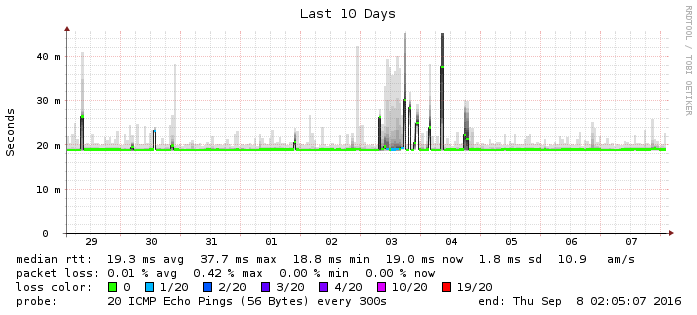 Last 10 Days
RRDTOOL / TOBI OETIKER
Seconds
40 m
30 m
20 m
10 m
0
29 30 31 01 02 03 04 05 06 07
median rtt: 19.3 ms avg 37.7 ms max 18.8 ms min 19.0 ms now 1.8 ms sd 10.9 am/s
packet loss: 0.01 % avg 0.42 % max 0.00 % min 0.00 % now
loss color: 0 1/20 2/20 3/20 4/20 10/20 19/20
probe: 20 ICMP Echo Pings (56 Bytes) every 300s end: Thu Sep 8 02:05:07 2016